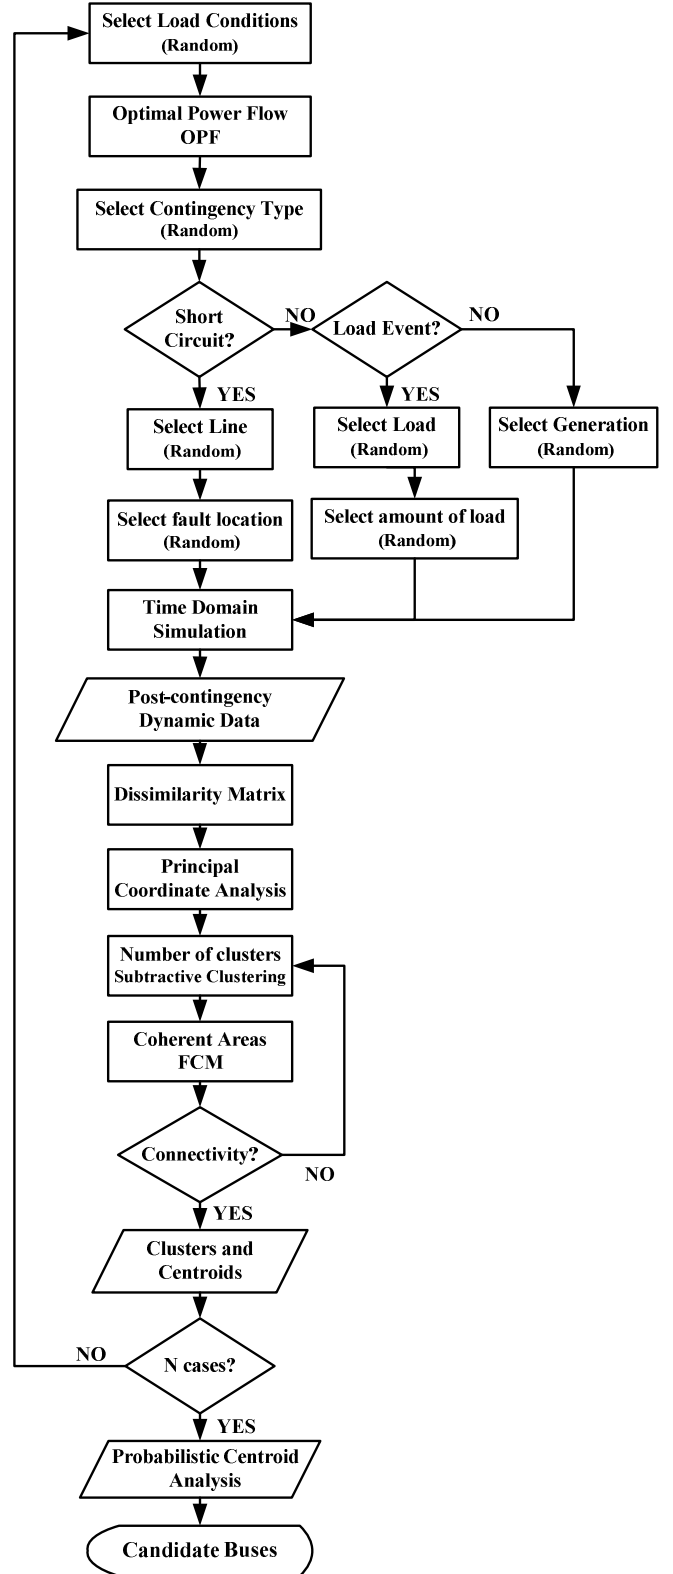 Select Load Conditions
(Random)
Optimal Power Flow
OPF
Select Contingency Type
(Random)
Short
Circuit?
NO
Load Event?
NO
YES
YES
Select Line
(Random)
Select Load
(Random)
Select Generation
(Random)
Select fault location
(Random)
Select amount of load
(Random)
Time Domain
Simulation
Post-contingency
Dynamic Data
Dissimilarity Matrix
Principal
Coordinate Analysis
Number of clusters
Subtractive Clustering
Coherent Areas
FCM
Connectivity?
NO
YES
Clusters and
Centroids
NO
N cases?
YES
Probabilistic Centroid
Analysis
Candidate Buses